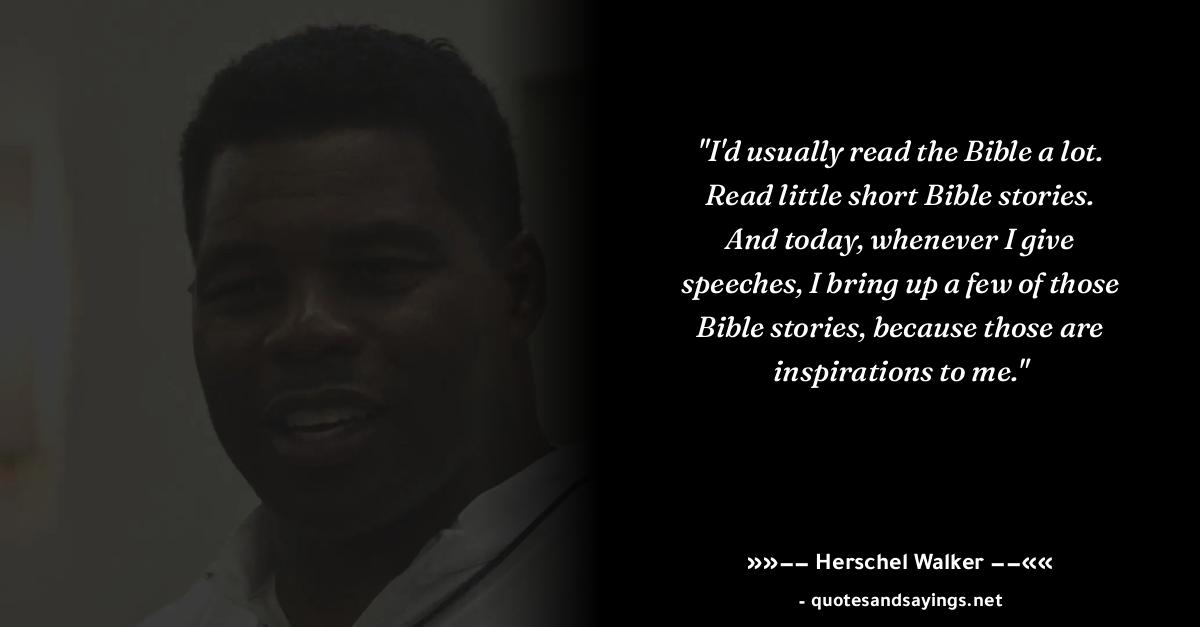 "I'd usually read the Bible a lot.
Read little short Bible stories.
And today, whenever I give
speeches, I bring up a few of those
Bible stories, because those are
inspirations to me."
»»−− Herschel Walker −−««
- quotesandsayings.net